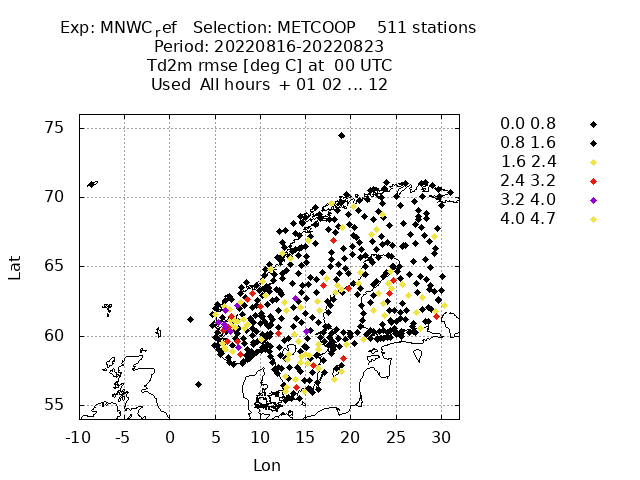 Exp: MNWC_ref Selection: METCOOP 511 stations
Period: 20220816-20220823
Td2m rmse [deg C] at 00 UTC
Used All hours + 01 02 ... 12
0.0 0.8
0.8 1.6
1.6 2.4
2.4 3.2
3.2 4.0
4.0 4.7
75
70
65
60
55
Lat
-10 -5 0 5 10 15 20 25 30
Lon